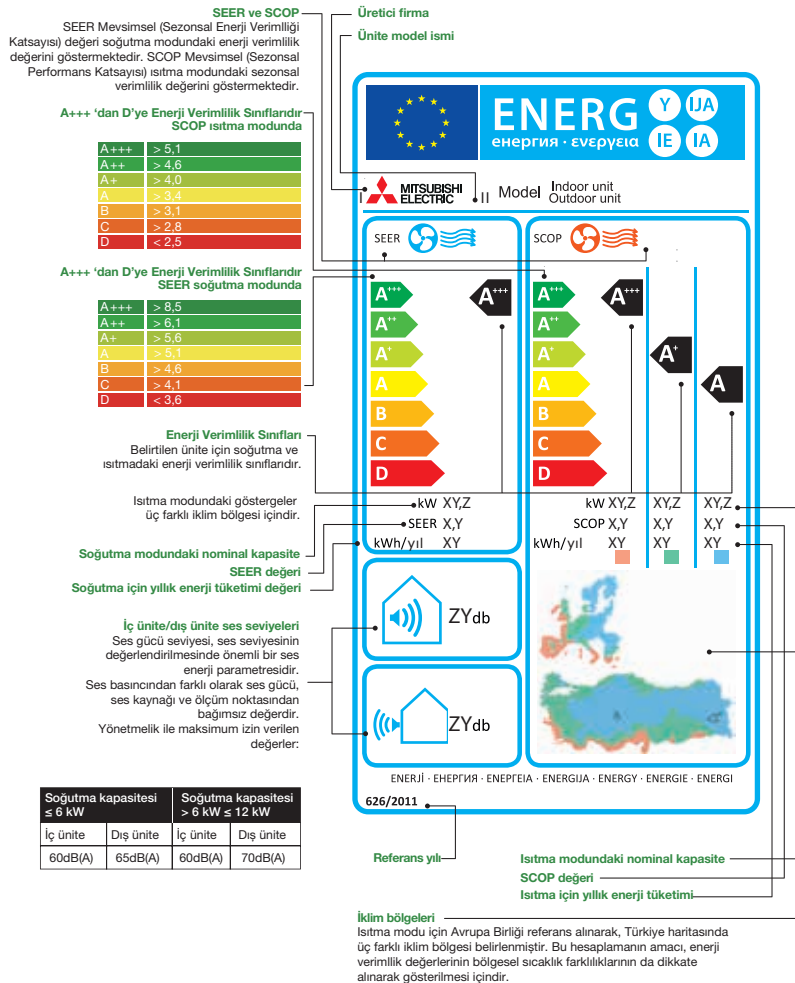 SEER ve SCOP
SEER Mevsimsel (Sezonsal Enerji Verimlliği
Katsayısı) değeri soğutma modundaki enerji verimlilik
değerini göstermektedir. SCOP Mevsimsel (Sezonsal
Performans Katsayısı) ısıtma modundaki sezonsal
verimlilik değerini göstermektedir.
Üretici firma
Ünite model ismi
A+++ ‘dan D’ye Enerji Verimlilik Sınıflarıdır
SCOP ısıtma modunda
A+++ > 5,1
A++ > 4,6
A+ > 4,0
A > 3,4
B > 3,1
C > 2,8
D < 2,5
A+++ ‘dan D’ye Enerji Verimlilik Sınıflarıdır
SEER soğutma modunda
A+++ > 8,5
A++ > 6,1
A+ > 5,6
A > 5,1
B > 4,6
C > 4,1
D < 3,6
Enerji Verimlilik Sınıfları
Belirtilen ünite için soğutma ve
ısıtmadaki enerji verimlilik sınıflarıdır.
Isıtma modundaki göstergeler
üç farklı iklim bölgesi içindir.
Soğutma modundaki nominal kapasite
SEER değeri
Soğutma için yıllık enerji tüketimi değeri
İç ünite/dış ünite ses seviyeleri
Ses gücü seviyesi, ses seviyesinin
değerlendirilmesinde önemli bir ses
enerji parametresidir.
Ses basıncından farklı olarak ses gücü,
ses kaynağı ve ölçüm noktasından
bağımsız değerdir.
Yönetmelik ile maksimum izin verilen
değerler:
Soğutma kapasitesi Soğutma kapasitesi
≤ 6 kW > 6 kW ≤ 12 kW
İç ünite Dış ünite İç ünite Dış ünite
60dB(A) 65dB(A) 60dB(A) 70dB(A)
ENERG Y IJA
енергия · ενεργεια IE IA
I MITSUBISHI ELECTRIC II Model Indoor unit
Outdoor unit
SEER SCOP
A+++ A+++ A+++ A+++
A++ A++
A+ A+ A+
A A A
B B
C C
D D
kW XY,Z kW XY,Z XY,Z XY,Z
SEER X,Y SCOP X,Y X,Y X,Y
kWh/yıl XY kWh/yıl XY XY XY
ZYdb
ZYdb
ENERJİ · ЕНЕРГИЯ · ΕΝΕΡΓΕΙΑ · ENERGIJA · ENERGY · ENERGIE · ENERGI
626/2011
Referans yılı
Isıtma modundaki nominal kapasite
SCOP değeri
Isıtma için yıllık enerji tüketimi
İklim bölgeleri
Isıtma modu için Avrupa Birliği referans alınarak, Türkiye haritasında
üç farklı iklim bölgesi belirlenmiştir. Bu hesaplamanın amacı, enerji
verimllik değerlerinin bölgesel sıcaklık farklılıklarının da dikkate
alınarak gösterilmesi içindir.